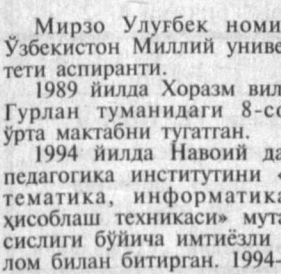 Мирзо Улуғбек номи
Ўзбекистон Миллий униве
тети аспиранти.
1989 йилда Хоразм вил
Гурлан туманидаги 8-со
ўрта мактабни тугатган.
1994 йилда Навоий да
педагогика институтини «
тематика, информатика
ҳисоблаш техникаси» мута
сислиги бўйича имтиёзли
лом билан битирган. 1994-